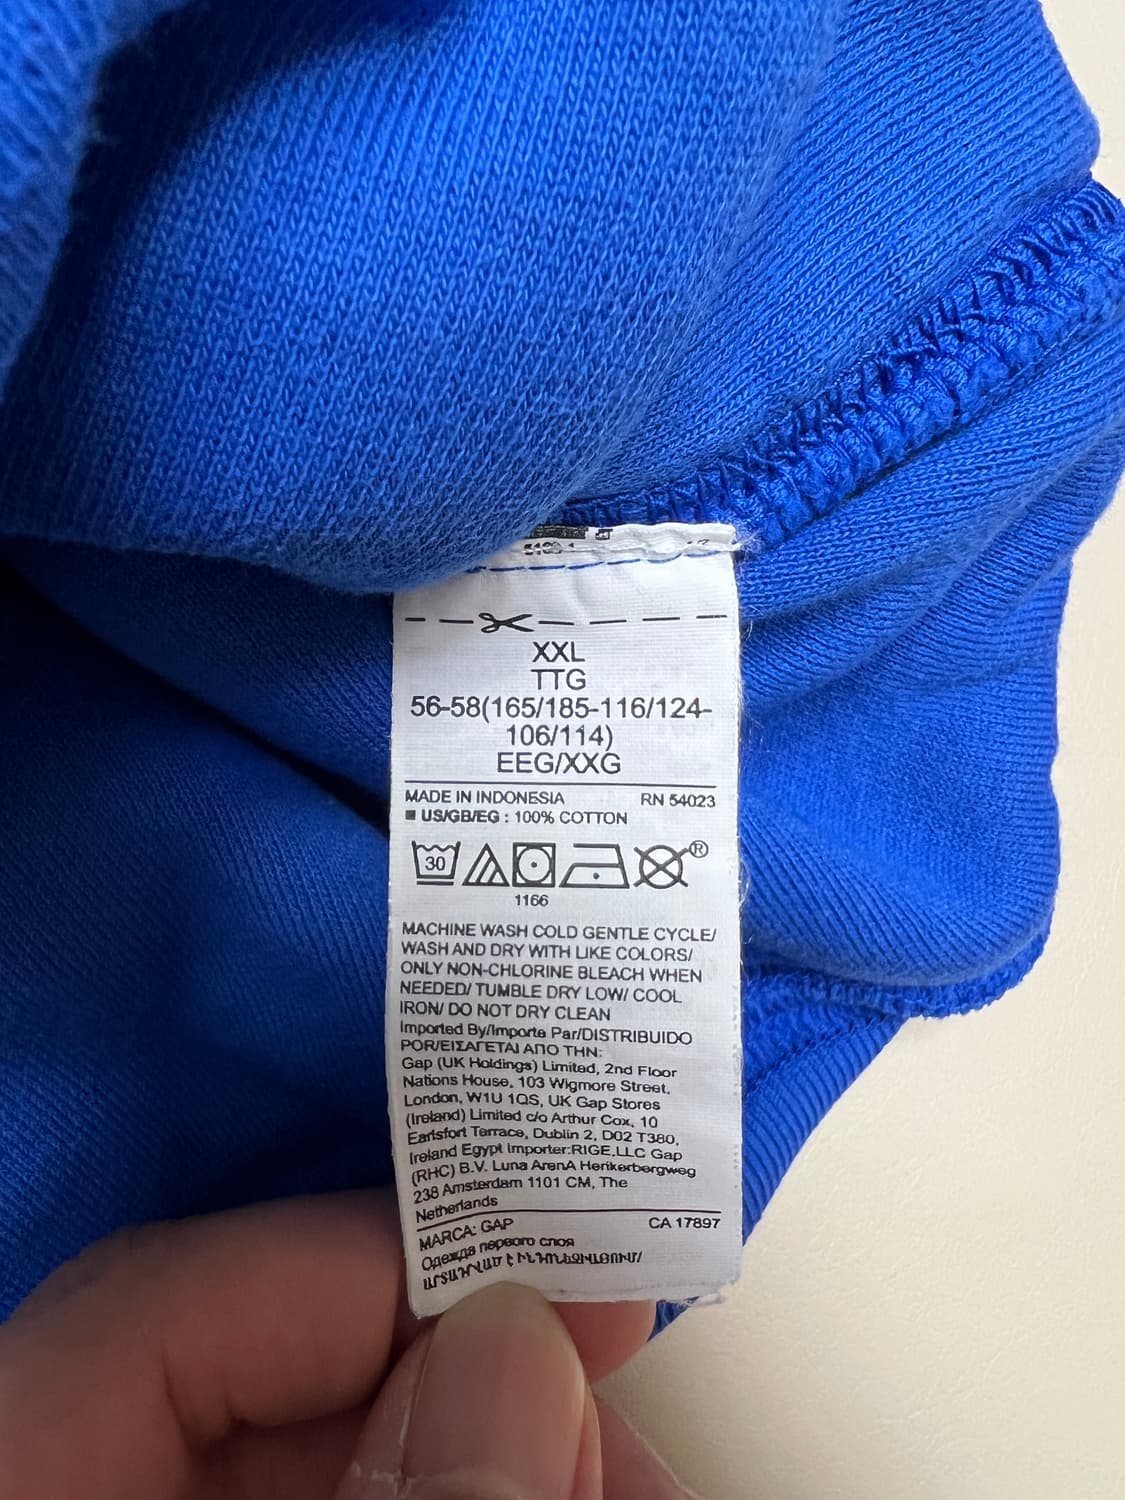 XXL
TTG
56-58(165/185-116/124-
106/114)
EEG/XXG
MADE IN INDONESIA RN 54023
■ US/GB/EG : 100% COTTON
30 ®
1166
MACHINE WASH COLD GENTLE CYCLE/
WASH AND DRY WITH LIKE COLORS/
ONLY NON-CHLORINE BLEACH WHEN
NEEDED/ TUMBLE DRY LOW/ COOL
IRON/ DO NOT DRY CLEAN
Imported By/Importe Par/DISTRIBUIDO
POR/ΕΙΣΑΓΕΤΑΙ ΑΠΟ ΤΗΝ:
Gap (UK Holdings) Limited, 2nd Floor
Nations House, 103 Wigmore Street,
London, W1U 1QS, UK Gap Stores
(Ireland) Limited c/o Arthur Cox, 10
Earlsfort Terrace, Dublin 2, D02 T380,
Ireland Egypt Importer:RIGE,LLC Gap
(RHC) B.V. Luna ArenA Herikerbergweg
238 Amsterdam 1101 CM, The
Netherlands
MARCA: GAP CA 17897
Одежда первого слоя
ԱՐՏԱԴՐՎԱԾ Է ԻՆԴՈՆԵԶԻԱՅՈՒՄ/